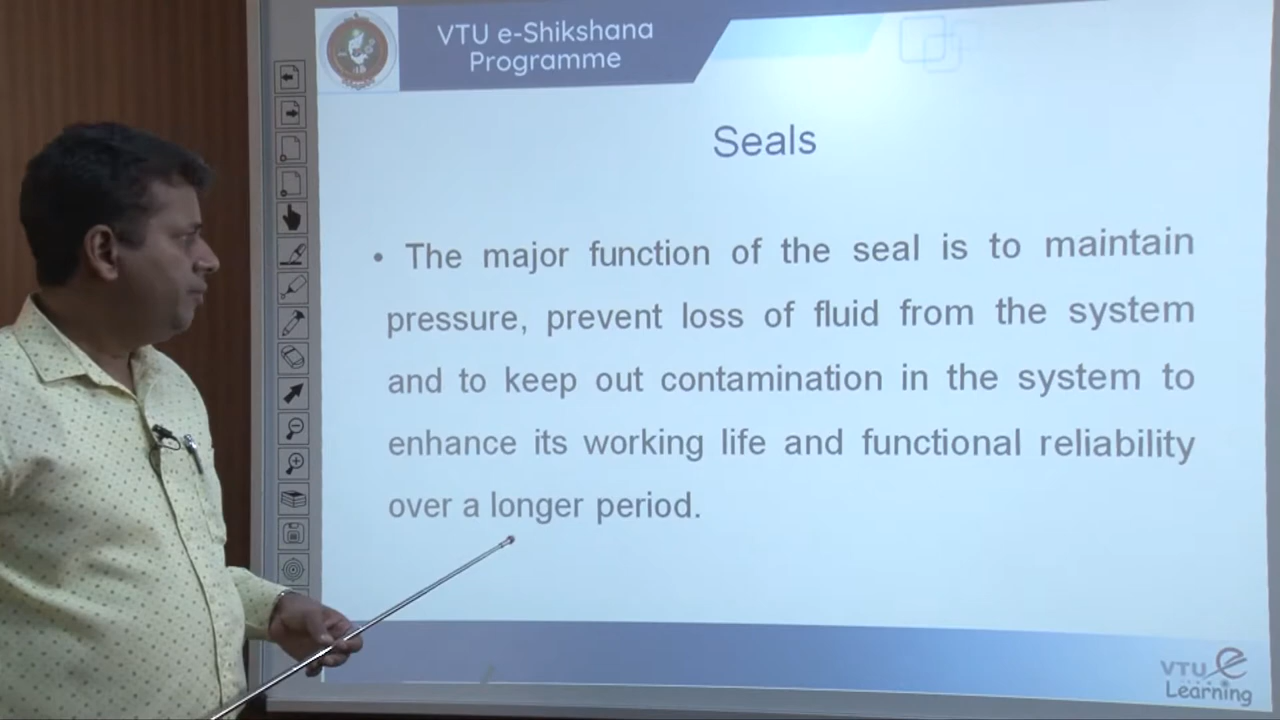 VTU e-Shikshana
Programme
Seals
• The major function of the seal is to maintain
pressure, prevent loss of fluid from the system
and to keep out contamination in the system to
enhance its working life and functional reliability
over a longer period.
VTU e
Learning